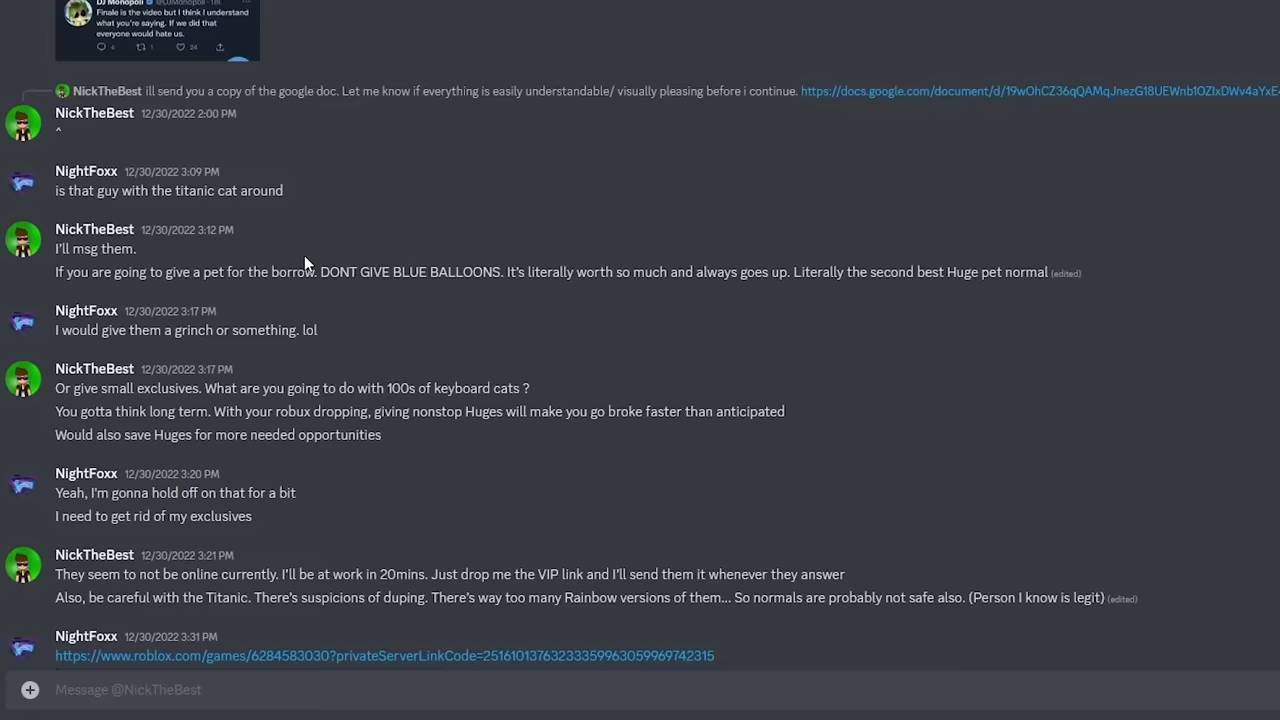 DJ Monopoli @DJMonopoli · 1m
Finale is the video but I think I understand
what you're saying. If we did that
everyone would hate us.
4 1 24
NickTheBest ill send you a copy of the google doc. Let me know if everything is easily understandable/ visually pleasing before i continue. https://docs.google.com/document/d/19wOhCZ36qQAMqJnezG18UEWnb1OZIxDWv4aYxE-
NickTheBest 12/30/2022 2:00 PM
^
NightFoxx 12/30/2022 3:09 PM
is that guy with the titanic cat around
NickTheBest 12/30/2022 3:12 PM
I'll msg them.
If you are going to give a pet for the borrow. DONT GIVE BLUE BALLOONS. It's literally worth so much and always goes up. Literally the second best Huge pet normal (edited)
NightFoxx 12/30/2022 3:17 PM
I would give them a grinch or something. lol
NickTheBest 12/30/2022 3:17 PM
Or give small exclusives. What are you going to do with 100s of keyboard cats ?
You gotta think long term. With your robux dropping, giving nonstop Huges will make you go broke faster than anticipated
Would also save Huges for more needed opportunities
NightFoxx 12/30/2022 3:20 PM
Yeah, I'm gonna hold off on that for a bit
I need to get rid of my exclusives
NickTheBest 12/30/2022 3:21 PM
They seem to not be online currently. I'll be at work in 20mins. Just drop me the VIP link and I'll send them it whenever they answer
Also, be careful with the Titanic. There's suspicions of duping. There's way too many Rainbow versions of them... So normals are probably not safe also. (Person I know is legit) (edited)
NightFoxx 12/30/2022 3:31 PM
https://www.roblox.com/games/6284583030?privateServerLinkCode=25161013763233359963059969742315
Message @NickTheBest